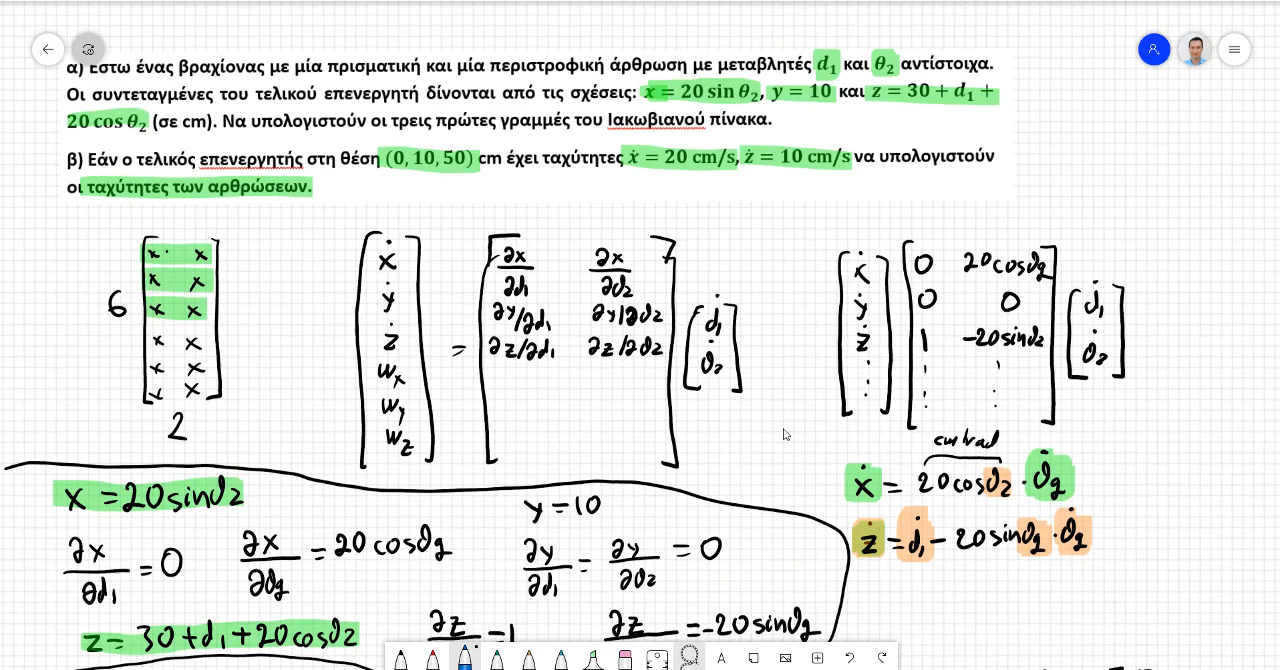 α) Έστω ένας βραχίονας με μία πρισματική και μία περιστροφική άρθρωση με μεταβλητές d₁ και θ₂ αντίστοιχα.
Οι συντεταγμένες του τελικού επενεργητή δίνονται από τις σχέσεις: x = 20 sin θ₂, y = 10 και z = 30 + d₁ +
20 cos θ₂ (σε cm). Να υπολογιστούν οι τρεις πρώτες γραμμές του Ιακωβιανού πίνακα.
β) Εάν ο τελικός επενεργητής στη θέση (0, 10, 50) cm έχει ταχύτητες ẋ = 20 cm/s, ż = 10 cm/s να υπολογιστούν
οι ταχύτητες των αρθρώσεων.
6 [x x
x x
x x
x x
x x
x x]
2
[ẋ
ẏ
ż
wx
wy
wz] =
[∂x/∂d₁ ∂x/∂θ₂
∂y/∂d₁ ∂y/∂θ₂
∂z/∂d₁ ∂z/∂θ₂]
[ḋ₁
θ̇₂]
[ẋ
ẏ
ż
⋮]
[0 20cosθ₂
0 0
1 -20sinθ₂
⋮ ⋮]
[ḋ₁
θ̇₂]
cm/rad
ẋ = 20cosθ₂ · θ̇₂
ż = ḋ₁ - 20sinθ₂ · θ̇₂
x = 20sinθ₂
y = 10
∂x/∂d₁ = 0 ∂x/∂θ₂ = 20cosθ₂ ∂y/∂d₁ = ∂y/∂θ₂ = 0
z = 30 + d₁ + 20cosθ₂ ∂z = 1 ∂z = -20sinθ₂
A